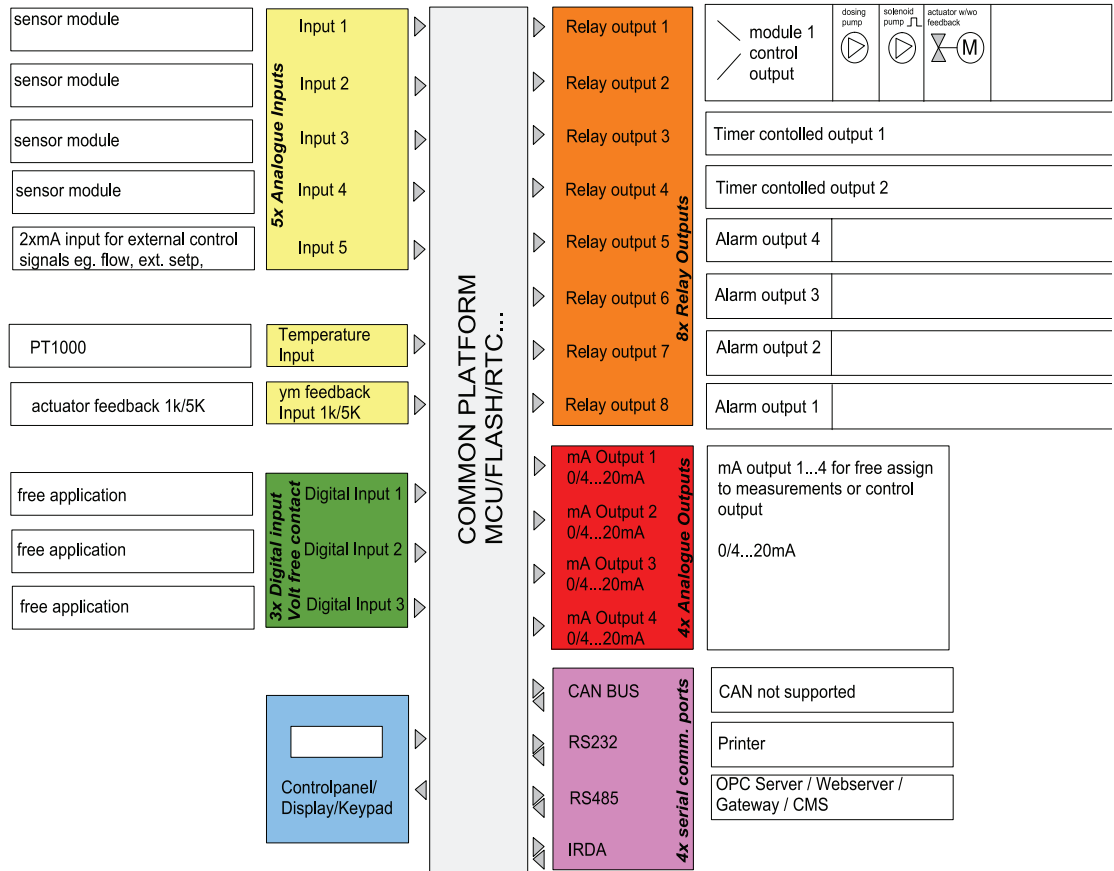 sensor module
sensor module
sensor module
sensor module
2xmA input for external control
signals eg. flow, ext. setp,
PT1000
actuator feedback 1k/5K
free application
free application
free application
5x Analogue Inputs
Input 1
Input 2
Input 3
Input 4
Input 5
Temperature
Input
ym feedback
Input 1k/5K
3x Digital input
Volt free contact
Digital Input 1
Digital Input 2
Digital Input 3
Controlpanel/
Display/Keypad
COMMON PLATFORM
MCU/FLASH/RTC...
Relay output 1
Relay output 2
Relay output 3
Relay output 4
Relay output 5
Relay output 6
Relay output 7
Relay output 8
8x Relay Outputs
mA Output 1
0/4...20mA
mA Output 2
0/4...20mA
mA Output 3
0/4...20mA
mA Output 4
0/4...20mA
4x Analogue Outputs
CAN BUS
RS232
RS485
IRDA
4x serial comm. ports
module 1
control
output
dosing
pump
solenoid
pump
actuator w/wo
feedback
M
Timer contolled output 1
Timer contolled output 2
Alarm output 4
Alarm output 3
Alarm output 2
Alarm output 1
mA output 1...4 for free assign
to measurements or control
output
0/4...20mA
CAN not supported
Printer
OPC Server / Webserver /
Gateway / CMS